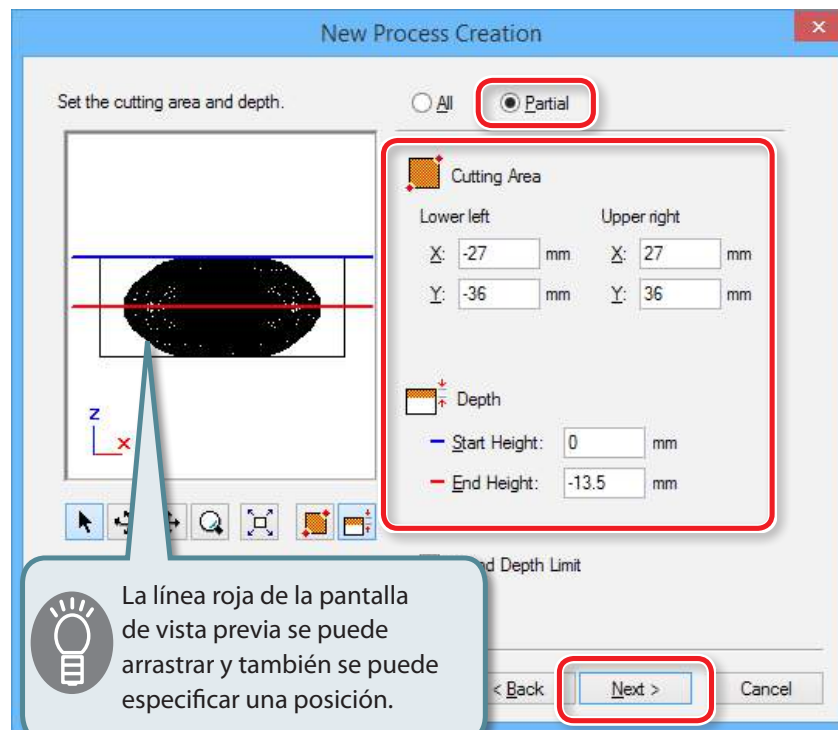 New Process Creation
Set the cutting area and depth.
All
Partial
Cutting Area
Lower left
Upper right
X: -27 mm X: 27 mm
Y: -36 mm Y: 36 mm
Depth
Start Height: 0 mm
End Height: -13.5 mm
Z
X
Depth Limit
La línea roja de la pantalla
de vista previa se puede
arrastrar y también se puede
especificar una posición.
< Back
Next >
Cancel